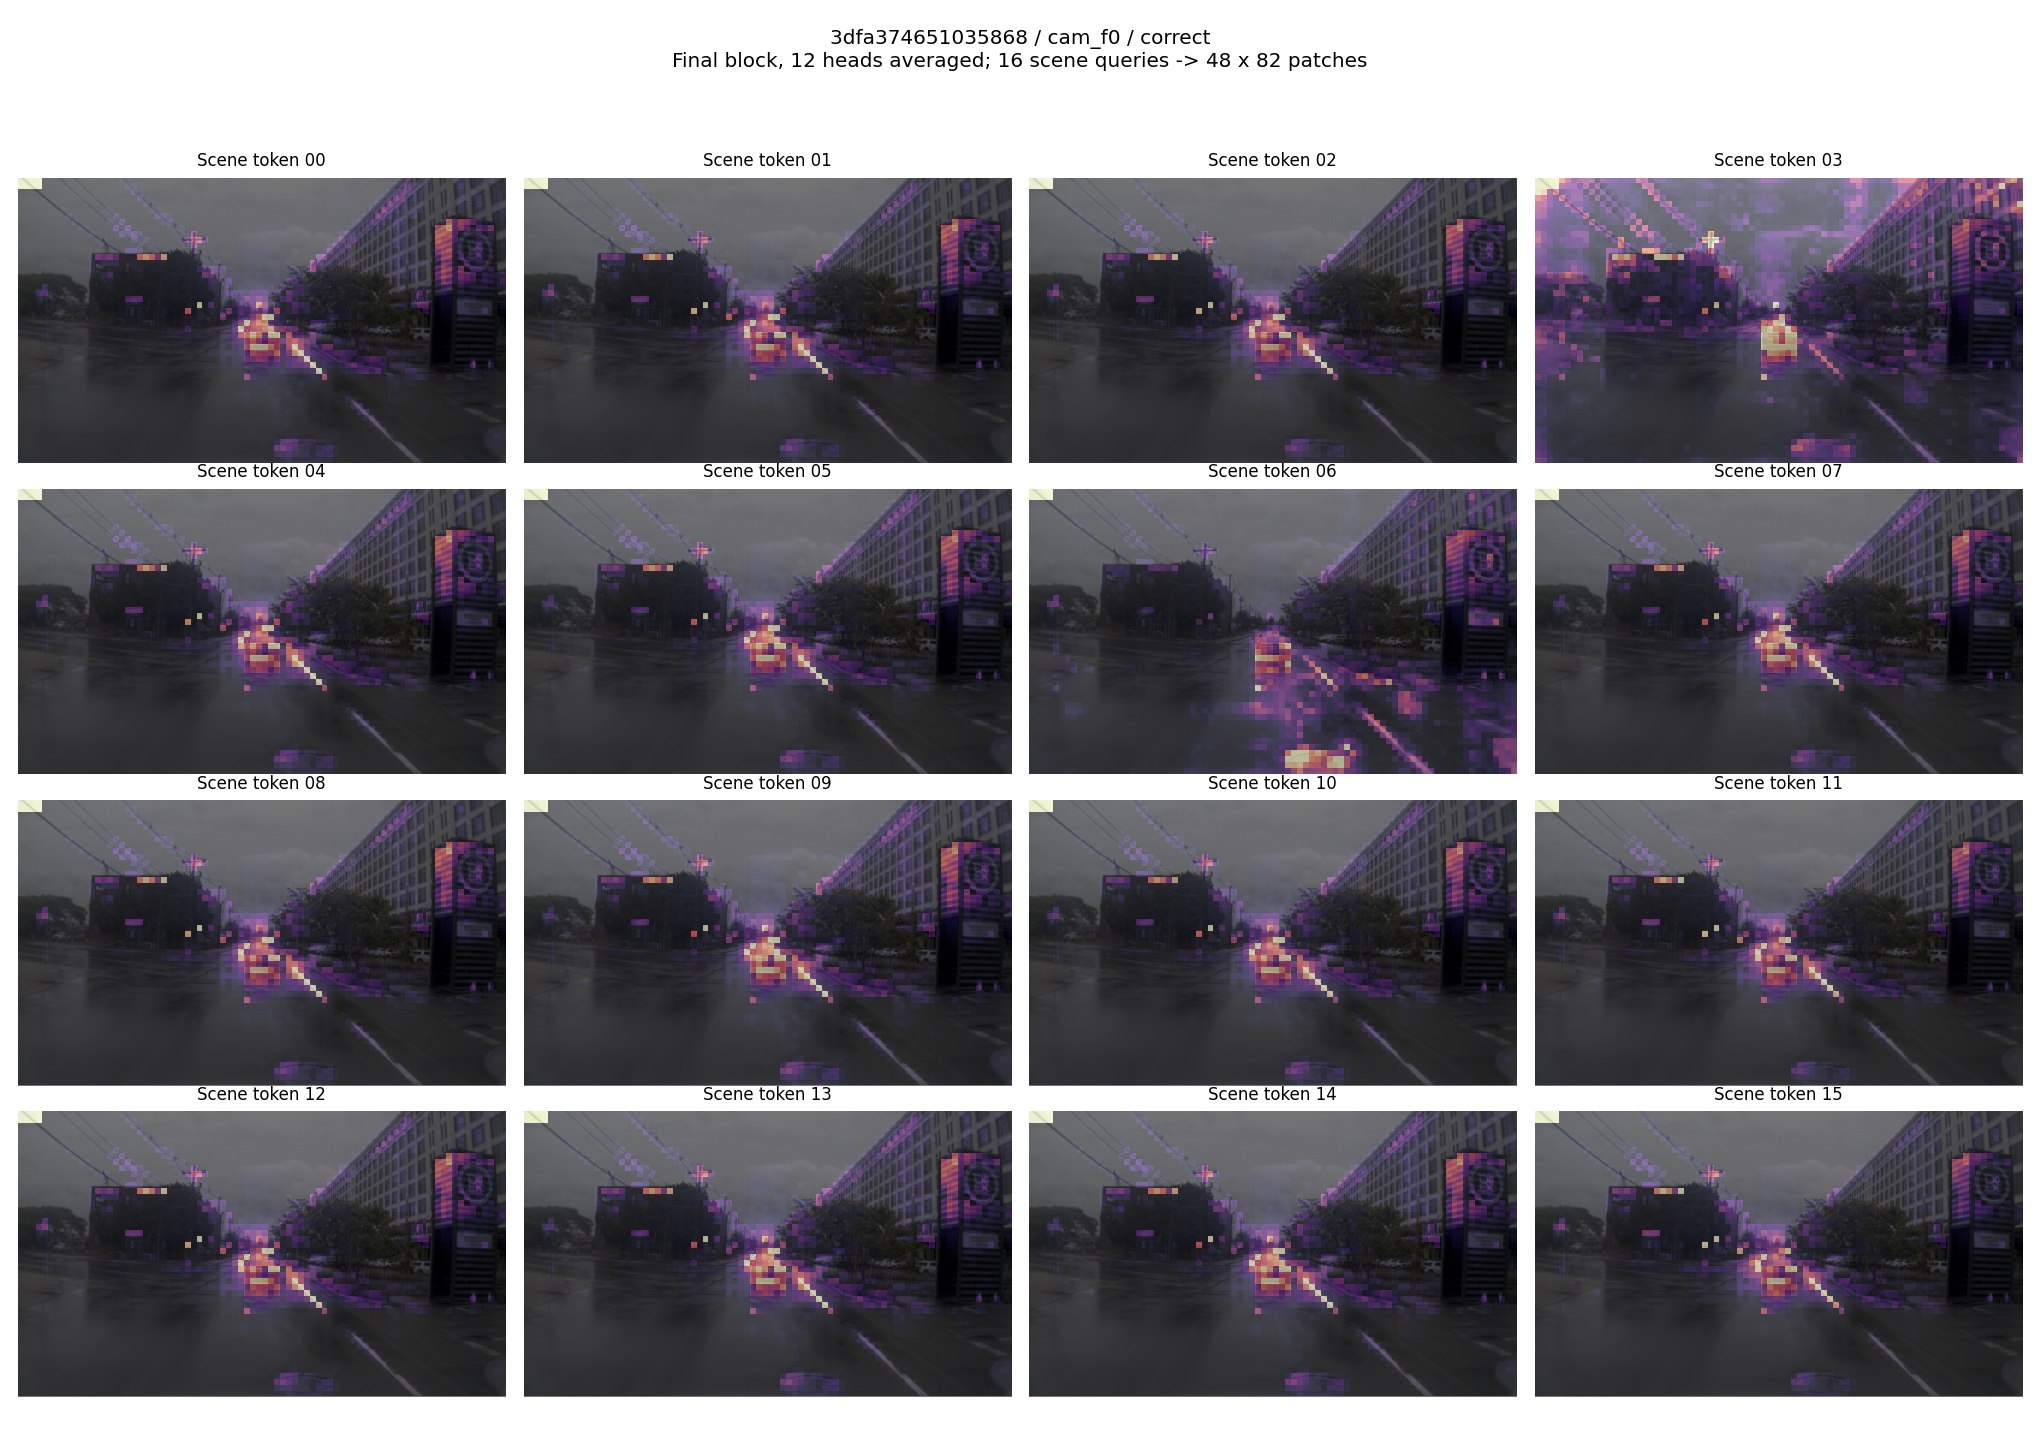 3dfa374651035868 / cam_f0 / correct
Final block, 12 heads averaged; 16 scene queries -> 48 x 82 patches
Scene token 00
Scene token 01
Scene token 02
Scene token 03
Scene token 04
Scene token 05
Scene token 06
Scene token 07
Scene token 08
Scene token 09
Scene token 10
Scene token 11
Scene token 12
Scene token 13
Scene token 14
Scene token 15